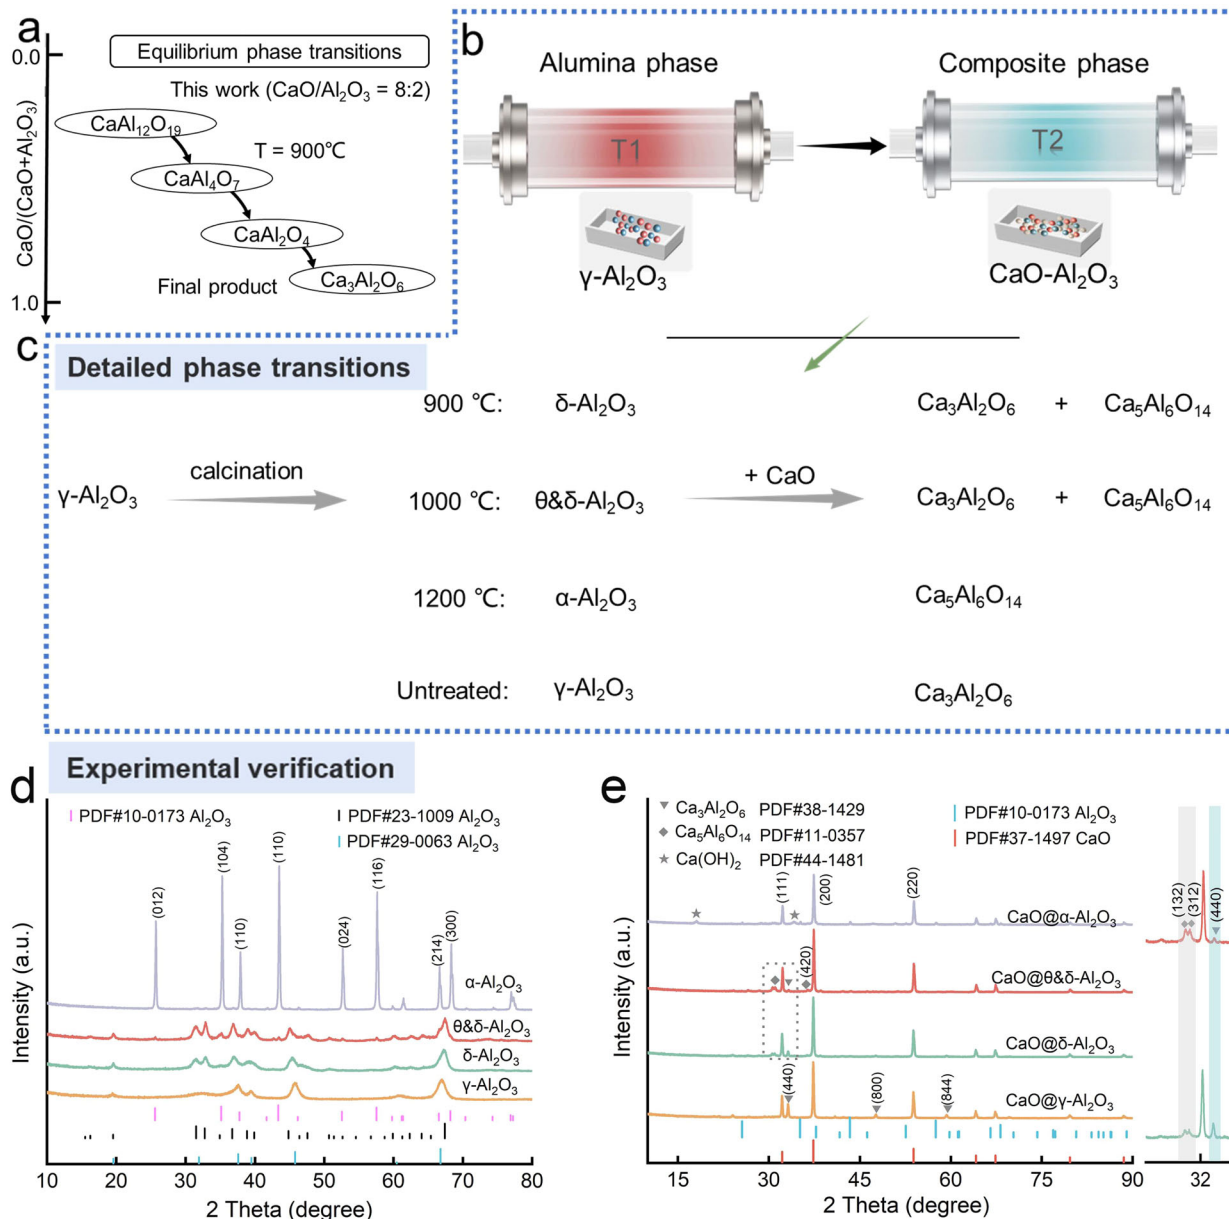 a
0.0
Equilibrium phase transitions
This work (CaO/Al₂O₃ = 8:2)
CaAl₁₂O₁₉
T = 900℃
CaAl₄O₇
CaAl₂O₄
Final product
Ca₃Al₂O₆
1.0
CaO/(CaO+Al₂O₃)
b
Alumina phase
Composite phase
T1
T2
γ-Al₂O₃
CaO-Al₂O₃
c
Detailed phase transitions
900 ℃: δ-Al₂O₃ Ca₃Al₂O₆ + Ca₅Al₆O₁₄
calcination
+ CaO
γ-Al₂O₃
1000 ℃: θ&δ-Al₂O₃ Ca₃Al₂O₆ + Ca₅Al₆O₁₄
1200 ℃: α-Al₂O₃ Ca₅Al₆O₁₄
Untreated: γ-Al₂O₃ Ca₃Al₂O₆
Experimental verification
d
PDF#10-0173 Al₂O₃
PDF#23-1009 Al₂O₃
PDF#29-0063 Al₂O₃
(012)
(104)
(110)
(110)
(024)
(116)
(214)
(300)
α-Al₂O₃
θ&δ-Al₂O₃
δ-Al₂O₃
γ-Al₂O₃
Intensity (a.u.)
10 20 30 40 50 60 70 80
2 Theta (degree)
e
Ca₃Al₂O₆ PDF#38-1429
Ca₅Al₆O₁₄ PDF#11-0357
Ca(OH)₂ PDF#44-1481
PDF#10-0173 Al₂O₃
PDF#37-1497 CaO
(111)
(200)
(220)
CaO@α-Al₂O₃
(420)
CaO@θ&δ-Al₂O₃
CaO@δ-Al₂O₃
(440)
(800)
(844)
CaO@γ-Al₂O₃
(132)
(312)
(440)
Intensity (a.u.)
15 30 45 60 75 90
32
2 Theta (degree)